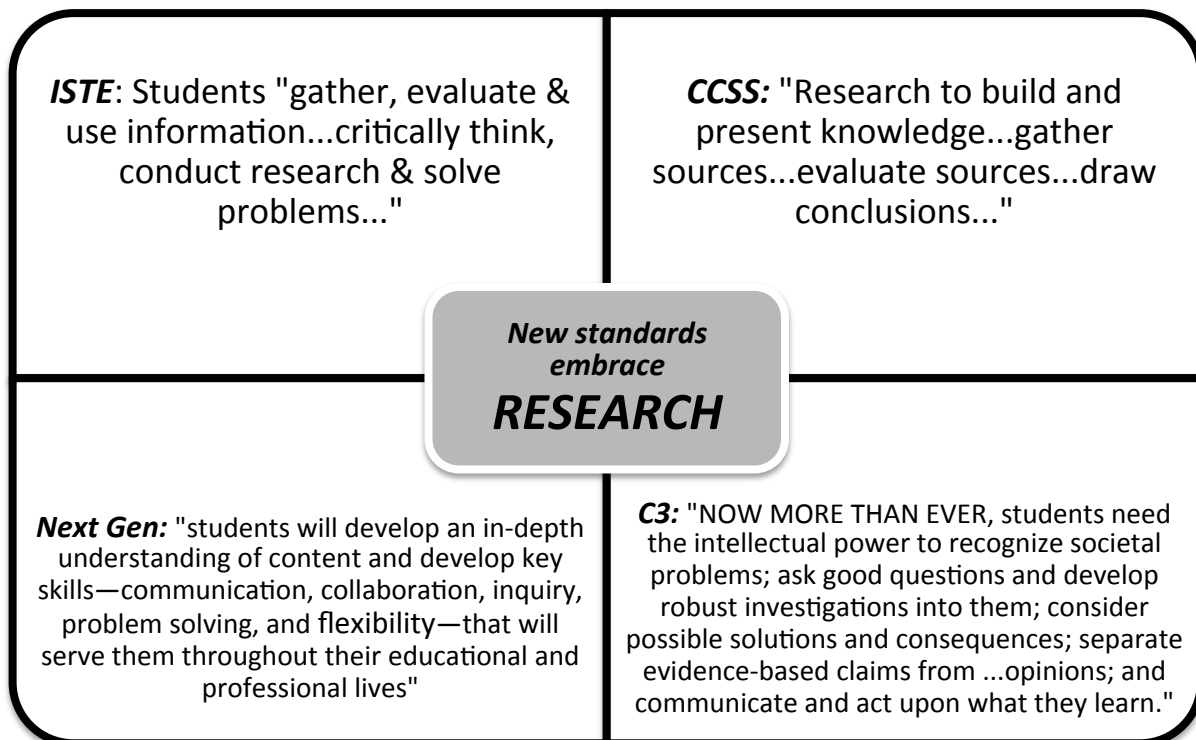 ISTE: Students "gather, evaluate &
use information...critically think,
conduct research & solve
problems..."
CCSS: "Research to build and
present knowledge...gather
sources...evaluate sources...draw
conclusions..."
New standards
embrace
RESEARCH
Next Gen: "students will develop an in-depth
understanding of content and develop key
skills—communication, collaboration, inquiry,
problem solving, and flexibility—that will
serve them throughout their educational and
professional lives"
C3: "NOW MORE THAN EVER, students need
the intellectual power to recognize societal
problems; ask good questions and develop
robust investigations into them; consider
possible solutions and consequences; separate
evidence-based claims from ...opinions; and
communicate and act upon what they learn."